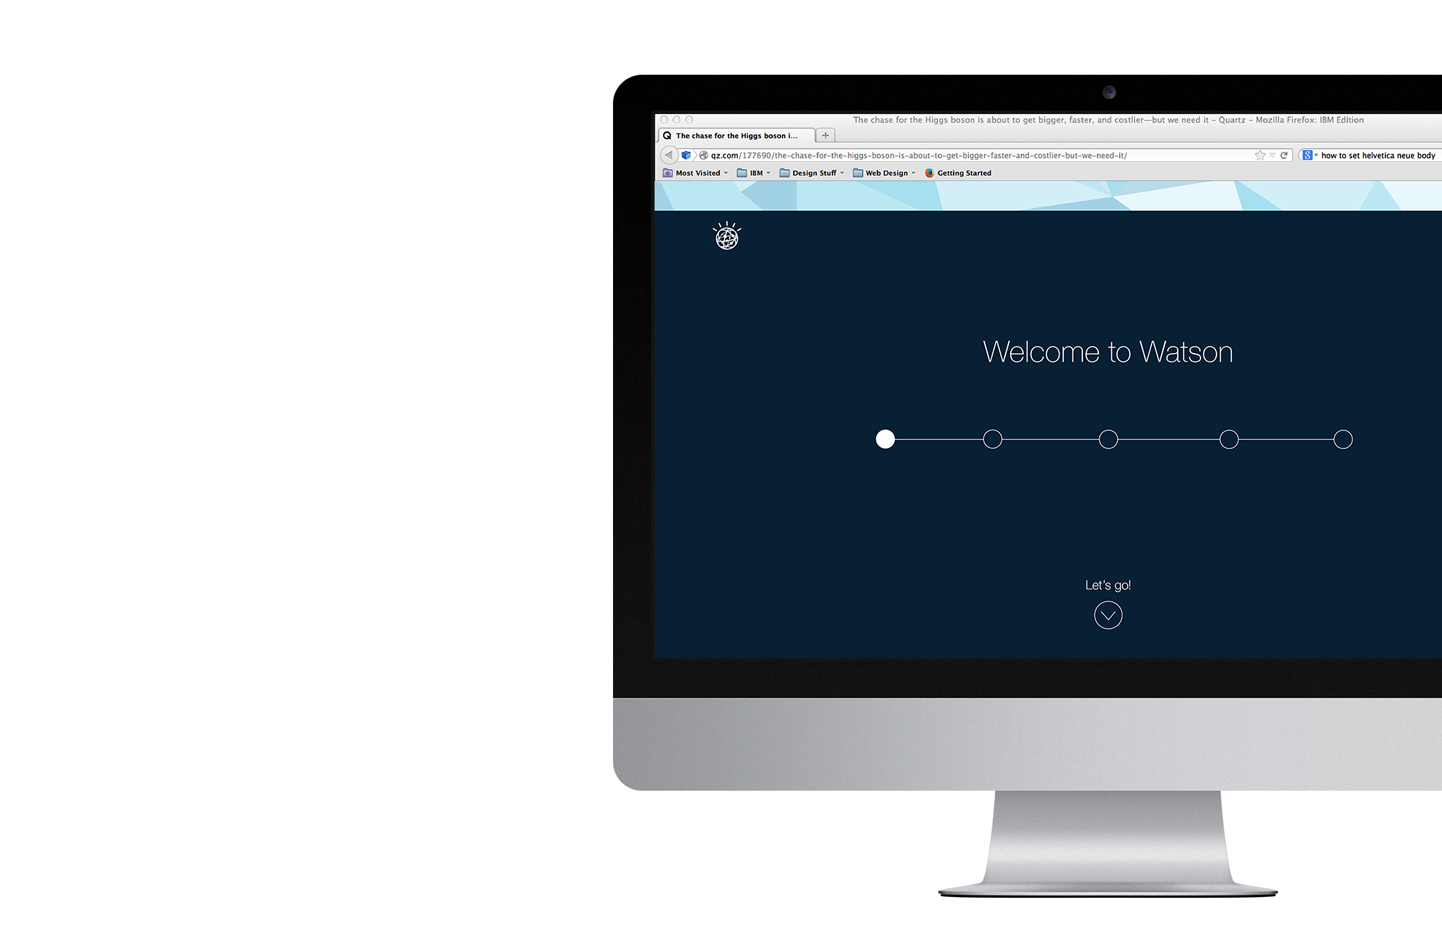 The chase for the Higgs boson is about to get bigger, faster, and costlier—but we need it – Quartz – Mozilla Firefox: IBM Edition
Q The chase for the Higgs boson i... +
qz.com/177690/the-chase-for-the-higgs-boson-is-about-to-get-bigger-faster-and-costlier-but-we-need-it/ 8 how to set helvetica neue body
Most Visited IBM Design Stuff Web Design Getting Started
Welcome to Watson
Let's go!